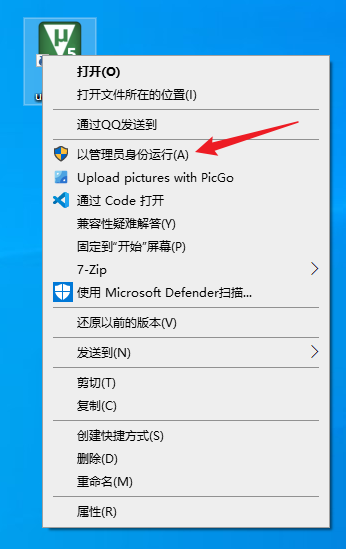 μ
5
打开(O)
打开文件所在的位置(I)
通过QQ发送到
以管理员身份运行(A)
Upload pictures with PicGo
通过 Code 打开
兼容性疑难解答(Y)
固定到"开始"屏幕(P)
7-Zip
使用 Microsoft Defender扫描...
还原以前的版本(V)
发送到(N)
剪切(T)
复制(C)
创建快捷方式(S)
删除(D)
重命名(M)
属性(R)